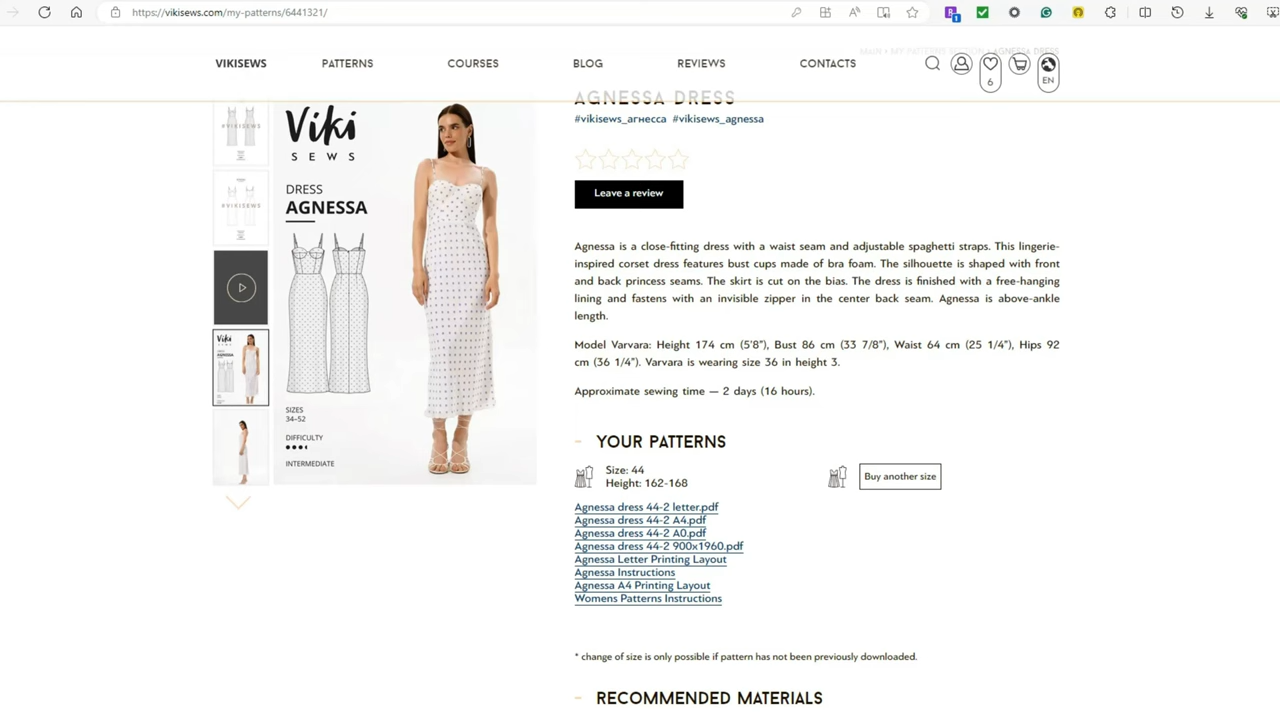 https://vikisews.com/my-patterns/6441321/
MAIN • MY PATTERNS SECTION • AGNESSA DRESS
VIKISEWS
PATTERNS
COURSES
BLOG
REVIEWS
CONTACTS
6
EN
1
AGNESSA DRESS
#vikisews_агнесса #vikisews_agnessa
Leave a review
#VIKISEWS
#VIKISEWS
Viki
SEWS
DRESS
AGNESSA
SIZES
34–52
DIFFICULTY
INTERMEDIATE
Agnessa is a close-fitting dress with a waist seam and adjustable spaghetti straps. This lingerie-
inspired corset dress features bust cups made of bra foam. The silhouette is shaped with front
and back princess seams. The skirt is cut on the bias. The dress is finished with a free-hanging
lining and fastens with an invisible zipper in the center back seam. Agnessa is above-ankle
length.
Model Varvara: Height 174 cm (5'8”), Bust 86 cm (33 7/8”), Waist 64 cm (25 1/4”), Hips 92
cm (36 1/4”). Varvara is wearing size 36 in height 3.
Approximate sewing time — 2 days (16 hours).
YOUR PATTERNS
Size: 44
Height: 162-168
Buy another size
Agnessa dress 44-2 letter.pdf
Agnessa dress 44-2 A4.pdf
Agnessa dress 44-2 A0.pdf
Agnessa dress 44-2 900x1960.pdf
Agnessa Letter Printing Layout
Agnessa Instructions
Agnessa A4 Printing Layout
Womens Patterns Instructions
* change of size is only possible if pattern has not been previously downloaded.
RECOMMENDED MATERIALS